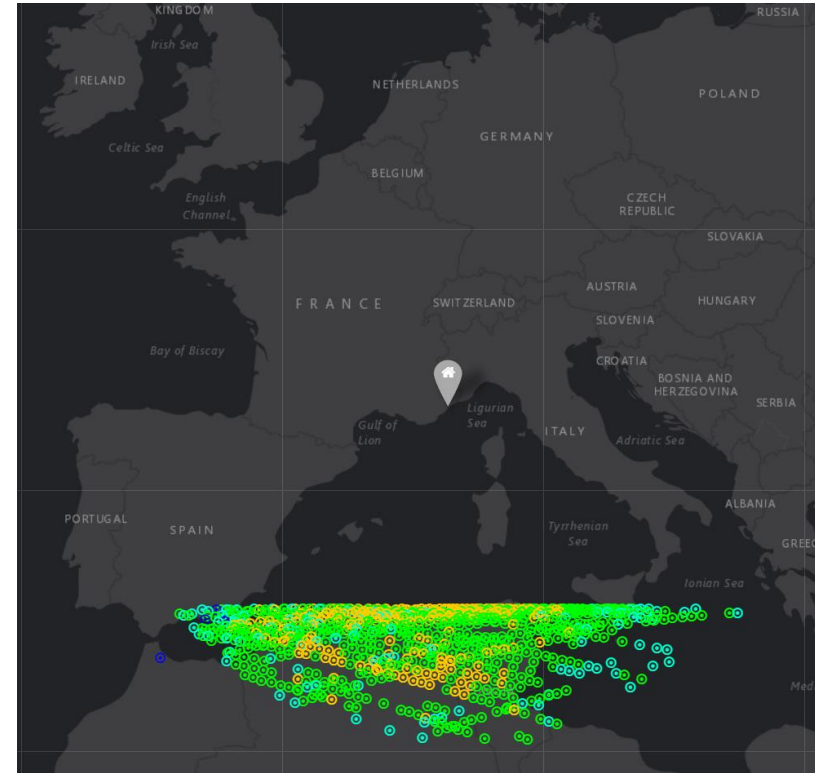 KINGDOM
RUSSIA
Irish Sea
IRELAND
NETHERLANDS
POLAND
GERMANY
Celtic Sea
BELGIUM
English
Channel
CZECH
REPUBLIC
SLOVAKIA
AUSTRIA
FRANCE
SWITZERLAND
HUNGARY
SLOVENIA
Bay of Biscay
CROATIA
BOSNIA AND
HERZEGOVINA
SERBIA
Ligurian
Sea
Gulf of
Lion
ITALY
Adriatic Sea
ALBANIA
PORTUGAL
SPAIN
Tyrrhenian
Sea
GREE
Ionian Sea
Med